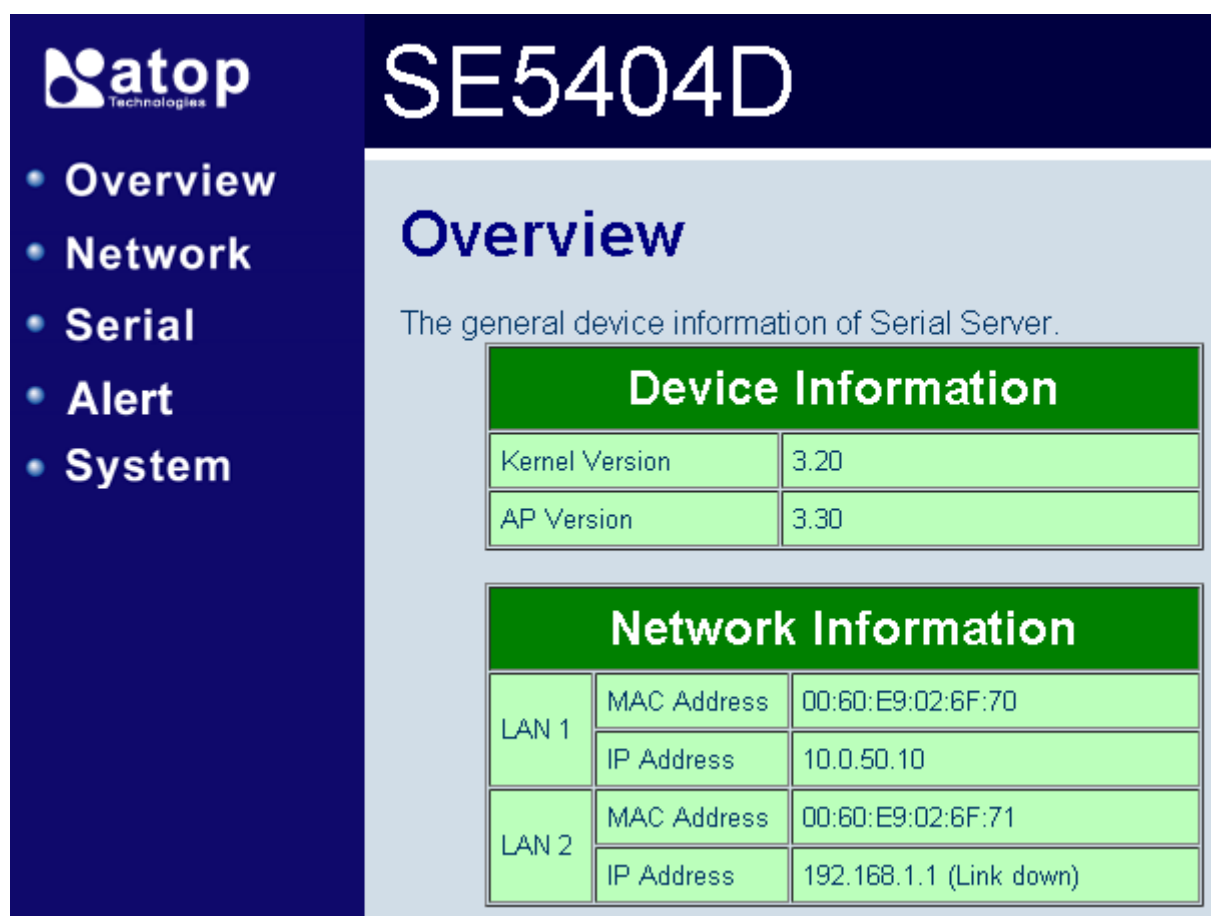 atop
Technologies
SE5404D
Overview
Network
Serial
Alert
System
Overview
The general device information of Serial Server.
Device Information
Kernel Version 3.20
AP Version 3.30
Network Information
LAN 1
MAC Address 00:60:E9:02:6F:70
IP Address 10.0.50.10
LAN 2
MAC Address 00:60:E9:02:6F:71
IP Address 192.168.1.1 (Link down)